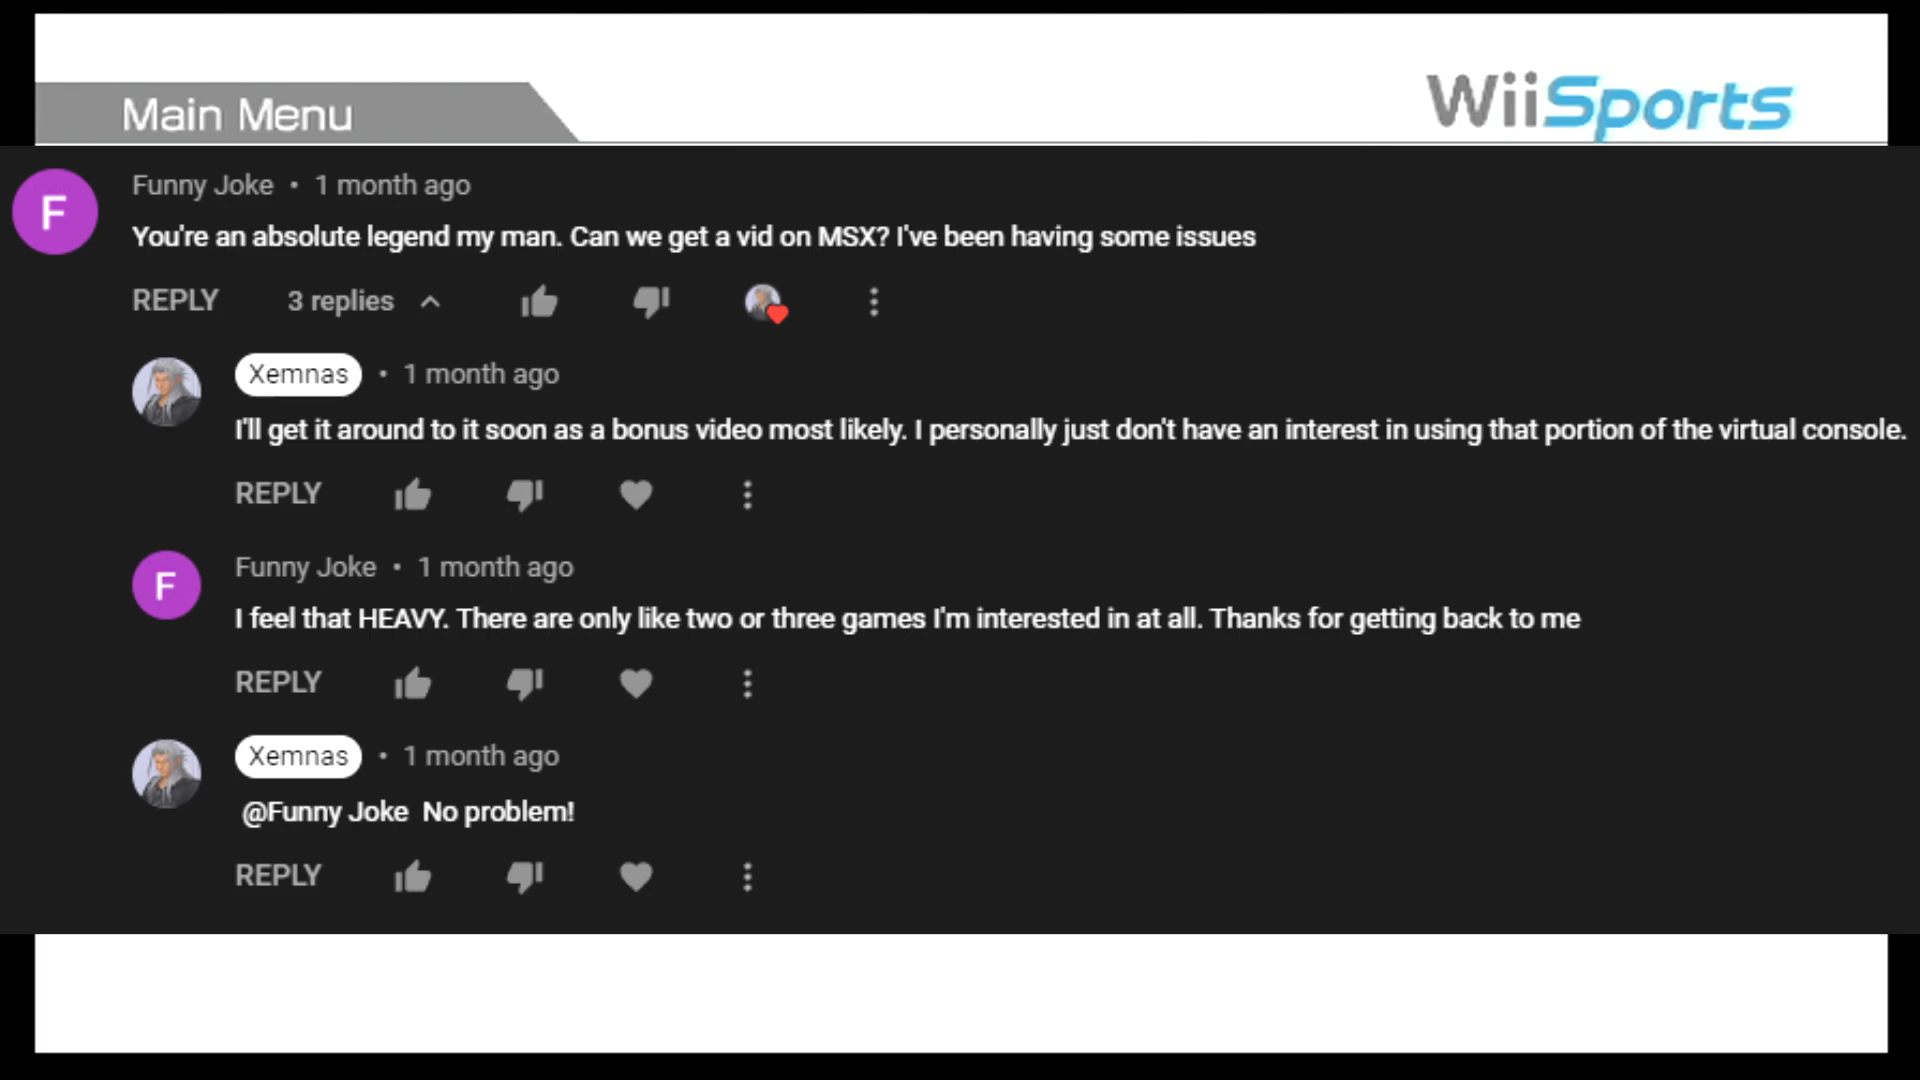 Main Menu
WiiSports
F
Funny Joke • 1 month ago
You're an absolute legend my man. Can we get a vid on MSX? I've been having some issues
REPLY 3 replies
Xemnas • 1 month ago
I'll get it around to it soon as a bonus video most likely. I personally just don't have an interest in using that portion of the virtual console.
REPLY
F
Funny Joke • 1 month ago
I feel that HEAVY. There are only like two or three games I'm interested in at all. Thanks for getting back to me
REPLY
Xemnas • 1 month ago
@Funny Joke No problem!
REPLY